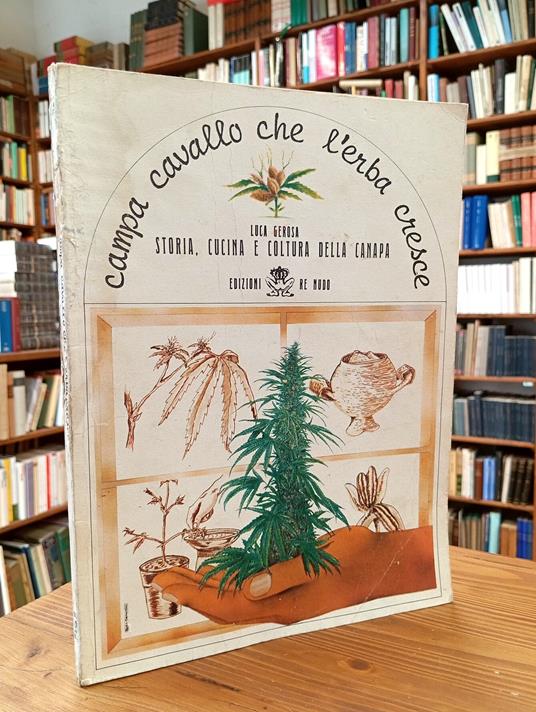 campa cavallo che l'erba cresce
LUCA GEROSA
STORIA, CUCINA E COLTURA DELLA CANAPA
EDIZIONI RE NUDO